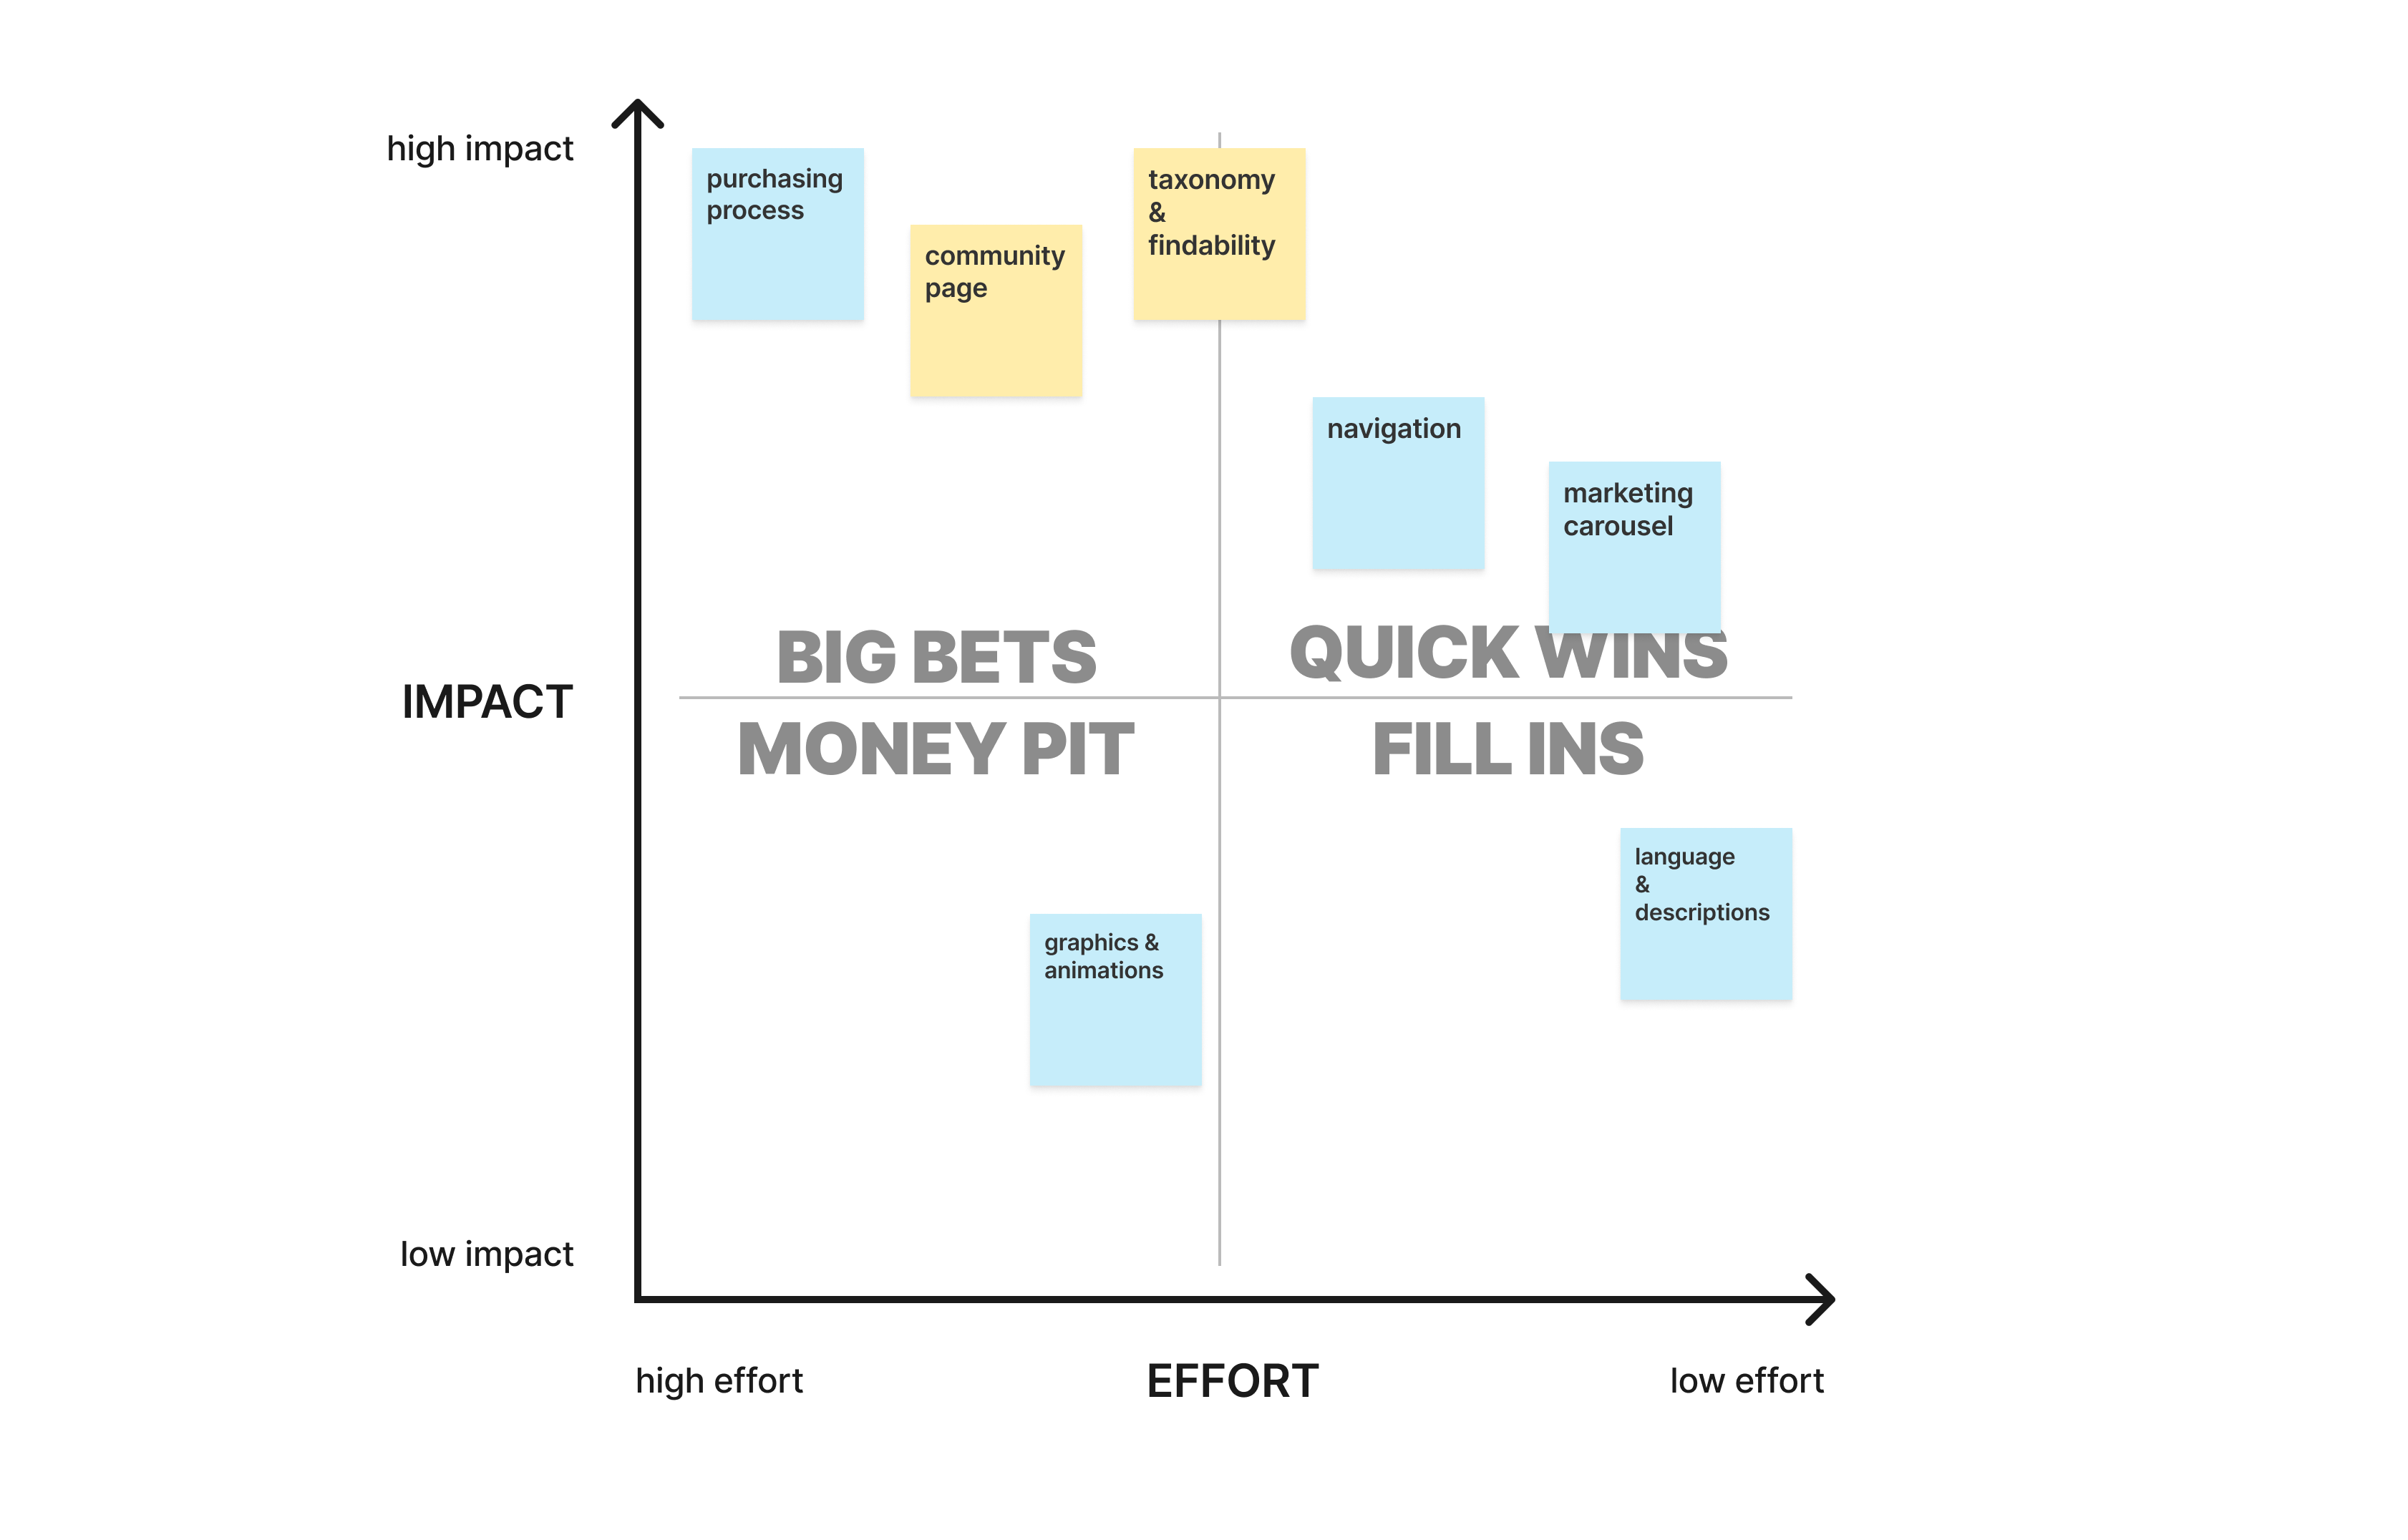 high impact
purchasing
process
community
page
taxonomy
&
findability
navigation
marketing
carousel
BIG BETS
QUICK WINS
IMPACT
MONEY PIT
FILL INS
language
&
descriptions
graphics &
animations
low impact
high effort
EFFORT
low effort